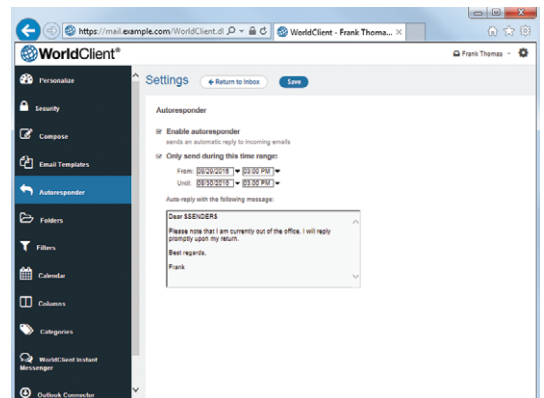 https://mail.example.com/WorldClient.dl
WorldClient - Frank Thoma...
WorldClient®
Frank Thomas
Personalize
Settings
Return to Inbox
Save
Security
Autoresponder
Compose
Enable autoresponder
sends an automatic reply to incoming emails
Email Templates
Only send during this time range:
From: 08/29/2016 03:00 PM
Until: 08/30/2016 03:00 PM
Autoresponder
Auto-reply with the following message:
Folders
Dear $SENDER$
Please note that I am currently out of the office. I will reply
promptly upon my return.
Filters
Best regards,
Frank
Calendar
Columns
Categories
WorldClient Instant
Messenger
Outlook Connector